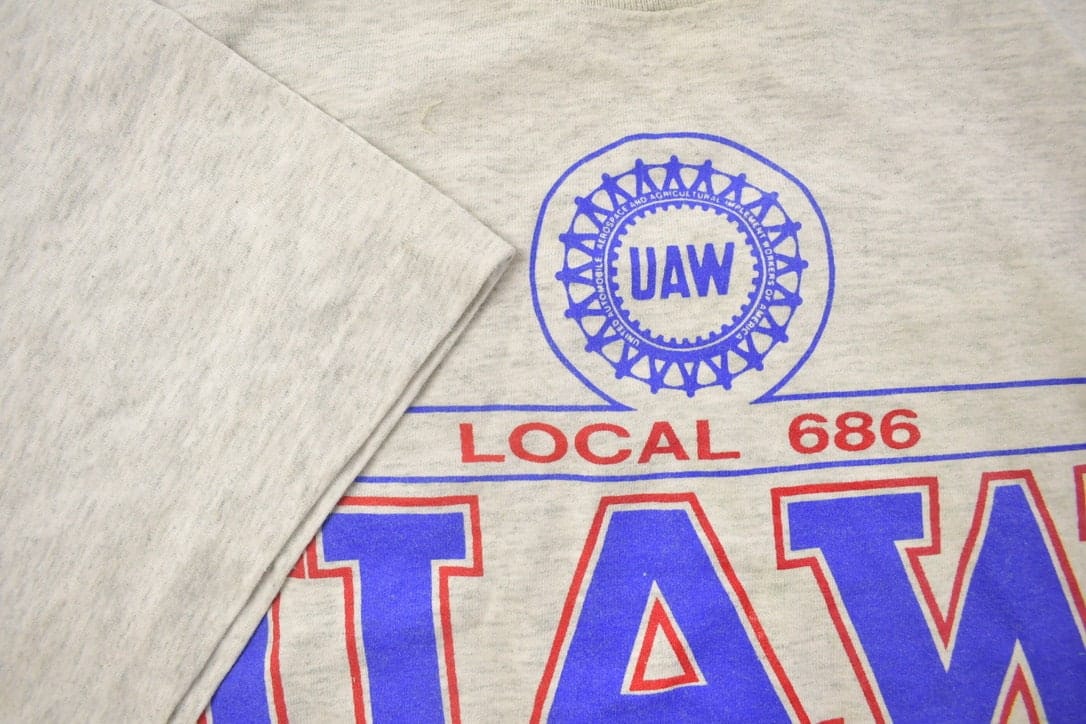 UNITED AUTOMOBILE AEROSPACE AND AGRICULTURAL IMPLEMENT WORKERS OF AMERICA
UAW
LOCAL 686
UAW